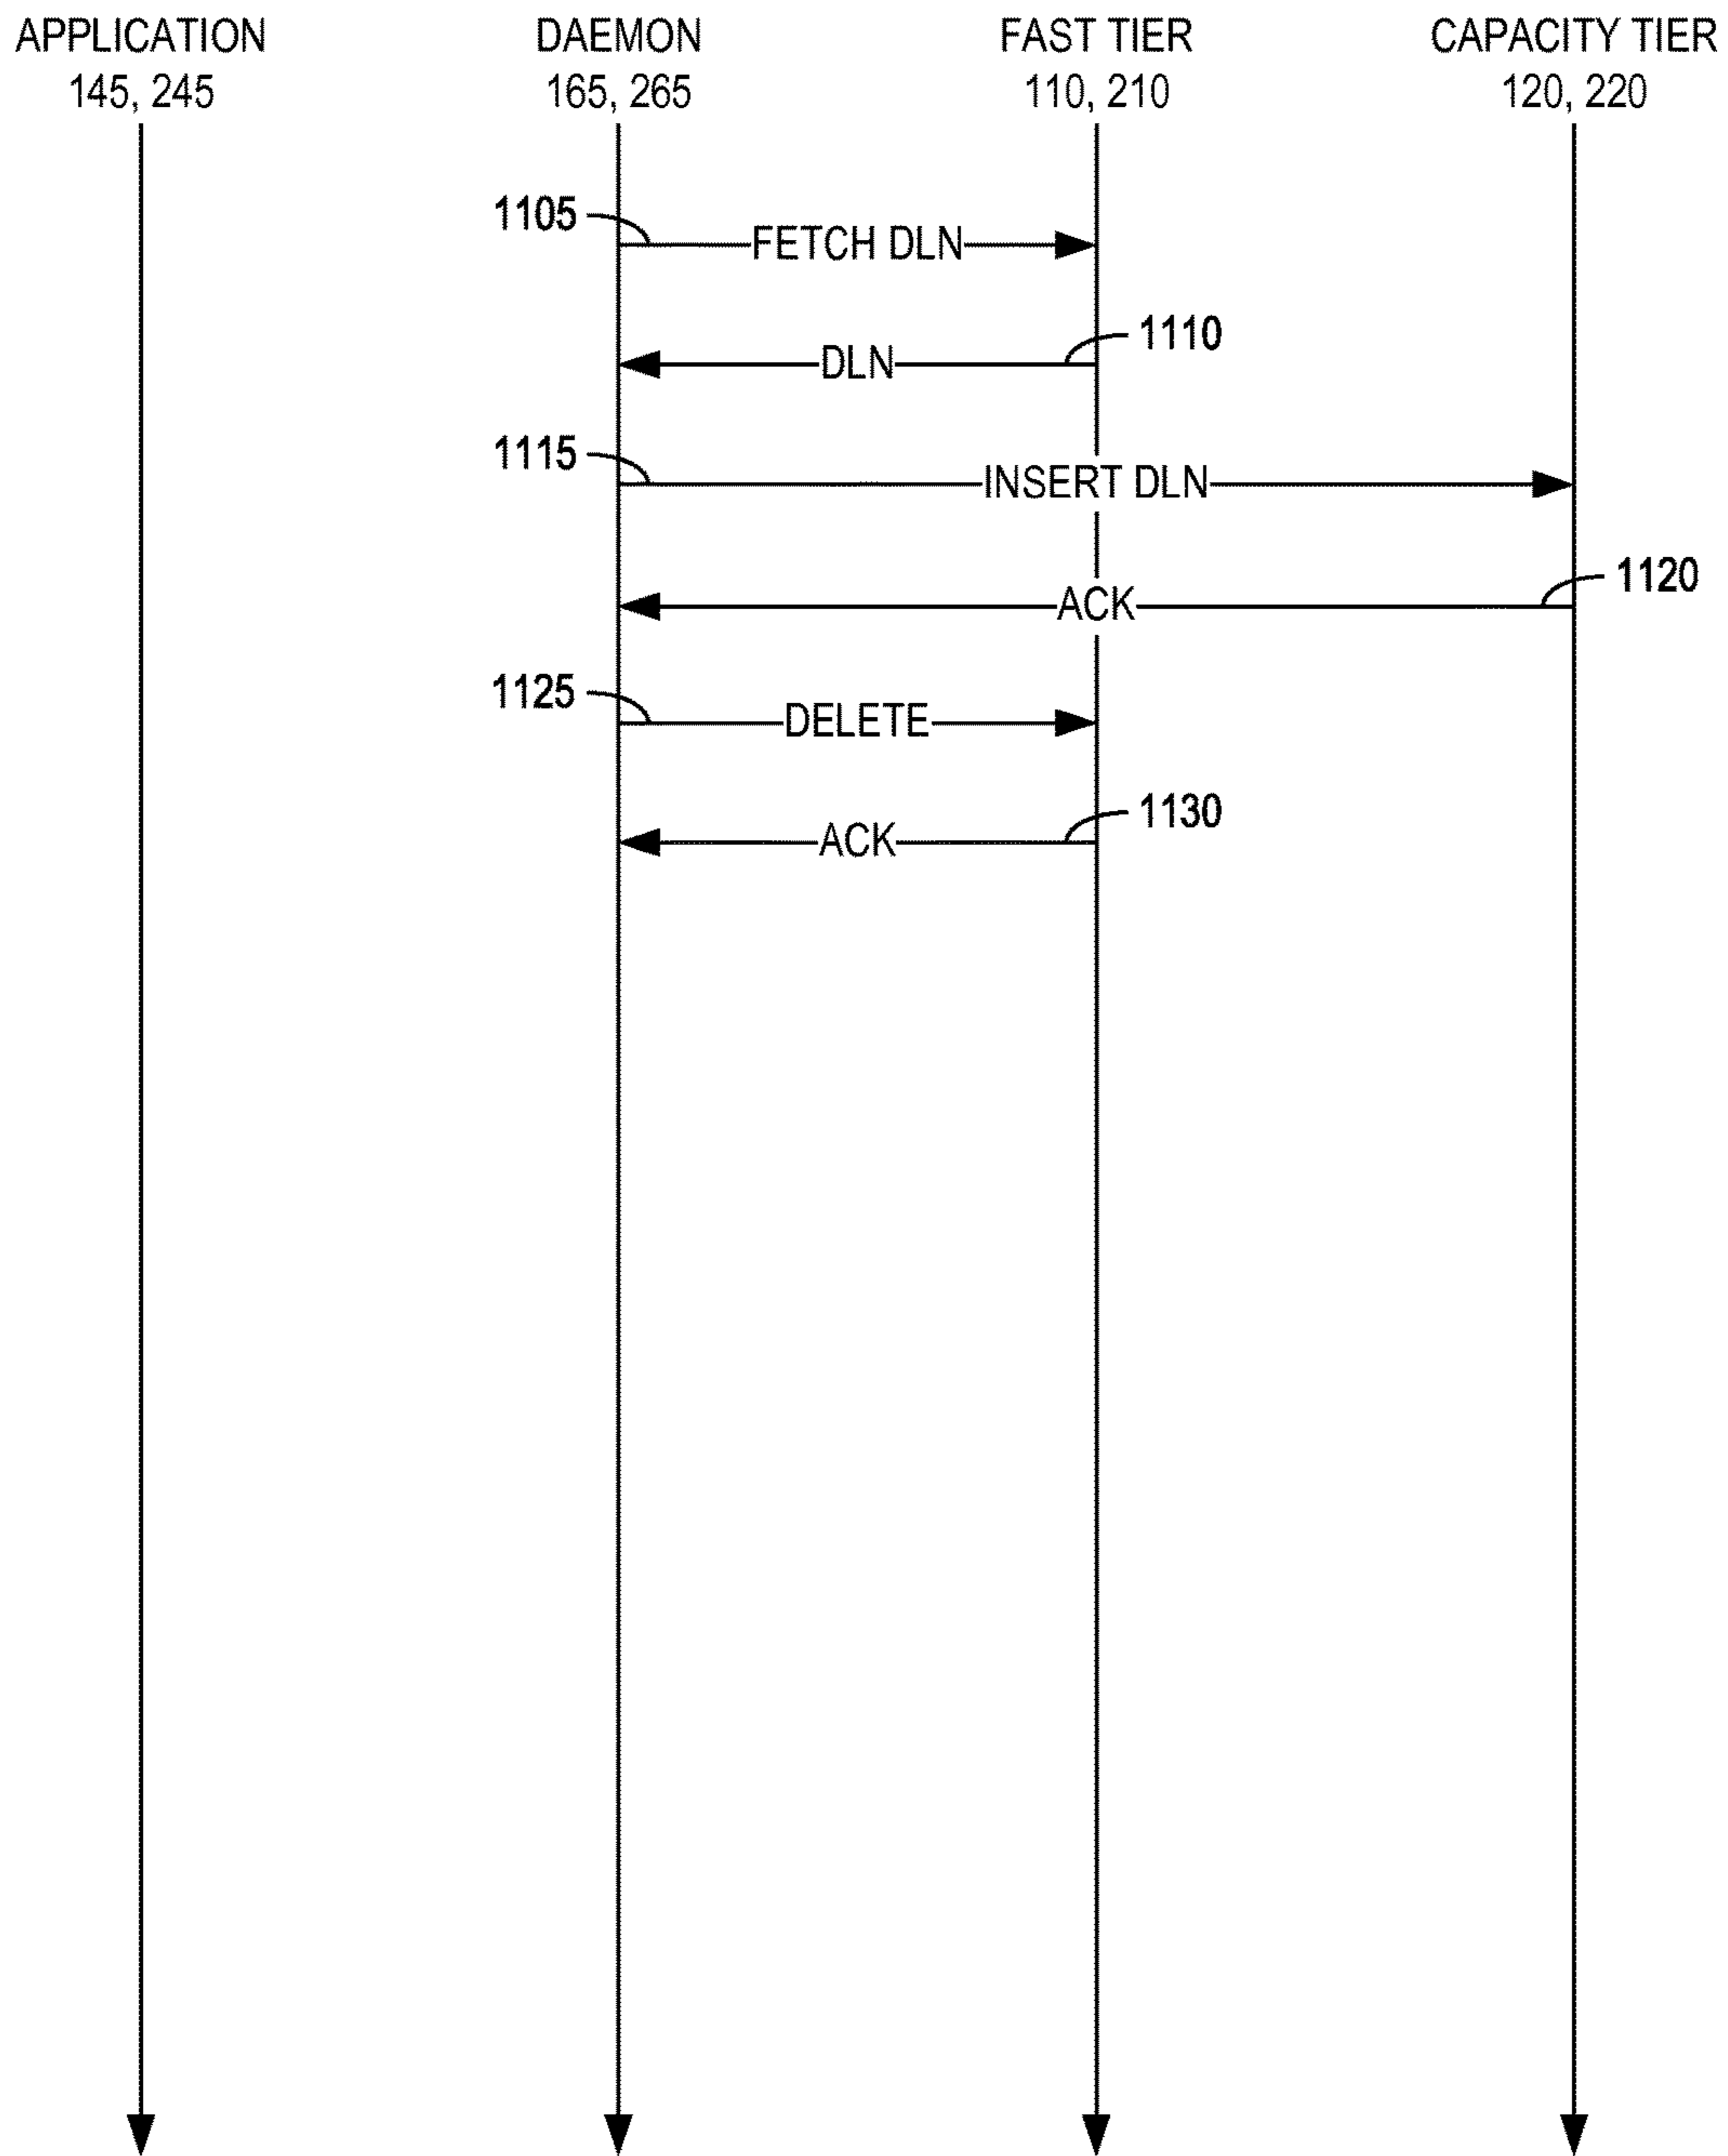 APPLICATION
145, 245
DAEMON
165, 265
FAST TIER
110, 210
CAPACITY TIER
120, 220
1105
FETCH DLN
1110
DLN
1115
INSERT DLN
1120
ACK
1125
DELETE
1130
ACK